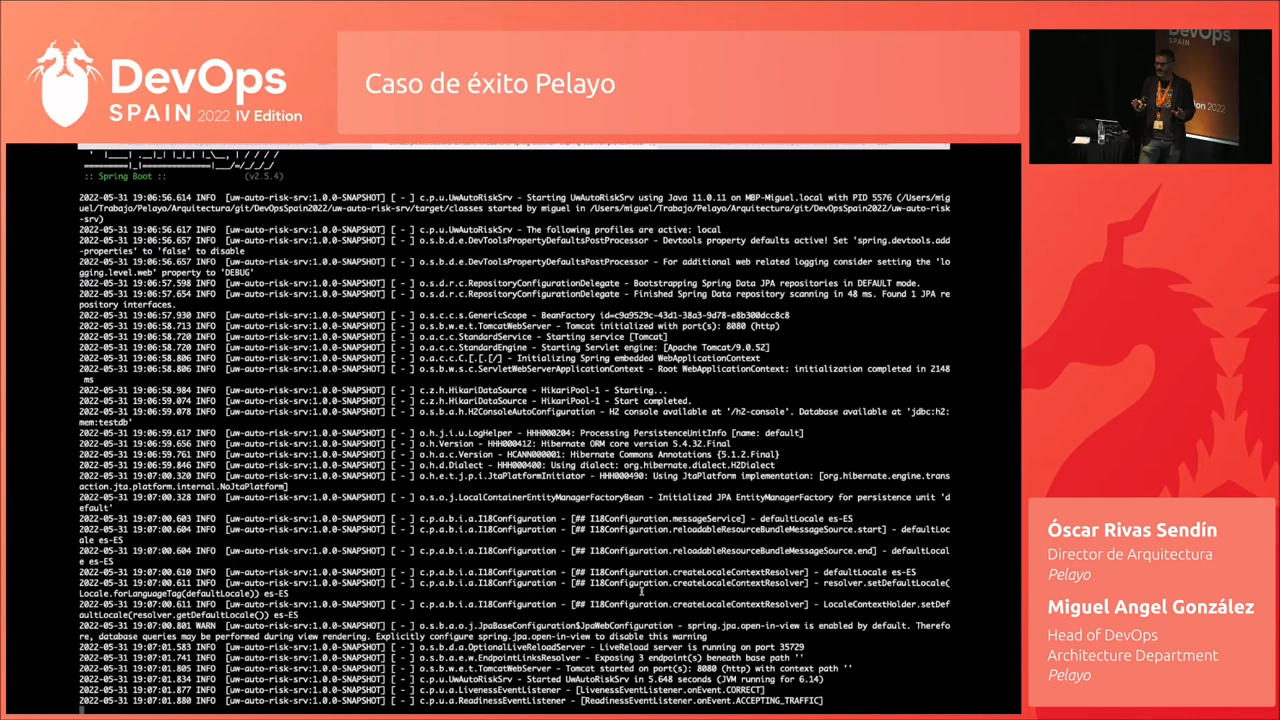 DevOps
SPAIN 2022 IV Edition
Caso de éxito Pelayo
DevOps
SPAIN
2022
:: Spring Boot ::                (v2.5.4)
2022-05-31 19:06:56.614 INFO  [uw-auto-risk-srv:1.0.0-SNAPSHOT] [ - ] c.p.u.UwAutoRiskSrv - Starting UwAutoRiskSrv using Java 11.0.11 on MBP-Miguel.local with PID 5576 (/Users/mig
uel/Trabajo/Pelayo/Arquitectura/git/DevOpsSpain2022/uw-auto-risk-srv/target/classes started by miguel in /Users/miguel/Trabajo/Pelayo/Arquitectura/git/DevOpsSpain2022/uw-auto-risk
-srv)
2022-05-31 19:06:56.617 INFO  [uw-auto-risk-srv:1.0.0-SNAPSHOT] [ - ] c.p.u.UwAutoRiskSrv - The following profiles are active: local
2022-05-31 19:06:56.657 INFO  [uw-auto-risk-srv:1.0.0-SNAPSHOT] [ - ] o.s.b.d.e.DevToolsPropertyDefaultsPostProcessor - Devtools property defaults active! Set 'spring.devtools.add
-properties' to 'false' to disable
2022-05-31 19:06:56.657 INFO  [uw-auto-risk-srv:1.0.0-SNAPSHOT] [ - ] o.s.b.d.e.DevToolsPropertyDefaultsPostProcessor - For additional web related logging consider setting the 'lo
gging.level.web' property to 'DEBUG'
2022-05-31 19:06:57.598 INFO  [uw-auto-risk-srv:1.0.0-SNAPSHOT] [ - ] o.s.d.r.c.RepositoryConfigurationDelegate - Bootstrapping Spring Data JPA repositories in DEFAULT mode.
2022-05-31 19:06:57.654 INFO  [uw-auto-risk-srv:1.0.0-SNAPSHOT] [ - ] o.s.d.r.c.RepositoryConfigurationDelegate - Finished Spring Data repository scanning in 48 ms. Found 1 JPA re
pository interfaces.
2022-05-31 19:06:57.930 INFO  [uw-auto-risk-srv:1.0.0-SNAPSHOT] [ - ] o.s.c.c.s.GenericScope - BeanFactory id=c9a9529c-43d1-38a3-9d78-e8b300dcc8c8
2022-05-31 19:06:58.713 INFO  [uw-auto-risk-srv:1.0.0-SNAPSHOT] [ - ] o.s.b.w.e.t.TomcatWebServer - Tomcat initialized with port(s): 8080 (http)
2022-05-31 19:06:58.720 INFO  [uw-auto-risk-srv:1.0.0-SNAPSHOT] [ - ] o.a.c.c.StandardService - Starting service [Tomcat]
2022-05-31 19:06:58.720 INFO  [uw-auto-risk-srv:1.0.0-SNAPSHOT] [ - ] o.a.c.c.StandardEngine - Starting Servlet engine: [Apache Tomcat/9.0.52]
2022-05-31 19:06:58.806 INFO  [uw-auto-risk-srv:1.0.0-SNAPSHOT] [ - ] o.a.c.c.C.[.[.[/] - Initializing Spring embedded WebApplicationContext
2022-05-31 19:06:58.806 INFO  [uw-auto-risk-srv:1.0.0-SNAPSHOT] [ - ] o.s.b.w.s.c.ServletWebServerApplicationContext - Root WebApplicationContext: initialization completed in 2148
ms
2022-05-31 19:06:58.984 INFO  [uw-auto-risk-srv:1.0.0-SNAPSHOT] [ - ] c.z.h.HikariDataSource - HikariPool-1 - Starting...
2022-05-31 19:06:59.074 INFO  [uw-auto-risk-srv:1.0.0-SNAPSHOT] [ - ] c.z.h.HikariDataSource - HikariPool-1 - Start completed.
2022-05-31 19:06:59.078 INFO  [uw-auto-risk-srv:1.0.0-SNAPSHOT] [ - ] o.s.b.a.h.H2ConsoleAutoConfiguration - H2 console available at '/h2-console'. Database available at 'jdbc:h2:
mem:testdb'
2022-05-31 19:06:59.617 INFO  [uw-auto-risk-srv:1.0.0-SNAPSHOT] [ - ] o.h.j.i.u.LogHelper - HHH000204: Processing PersistenceUnitInfo [name: default]
2022-05-31 19:06:59.656 INFO  [uw-auto-risk-srv:1.0.0-SNAPSHOT] [ - ] o.h.Version - HHH000412: Hibernate ORM core version 5.4.32.Final
2022-05-31 19:06:59.761 INFO  [uw-auto-risk-srv:1.0.0-SNAPSHOT] [ - ] o.h.a.c.Version - HCANN000001: Hibernate Commons Annotations {5.1.2.Final}
2022-05-31 19:06:59.846 INFO  [uw-auto-risk-srv:1.0.0-SNAPSHOT] [ - ] o.h.d.Dialect - HHH000400: Using dialect: org.hibernate.dialect.H2Dialect
2022-05-31 19:07:00.320 INFO  [uw-auto-risk-srv:1.0.0-SNAPSHOT] [ - ] o.h.e.t.j.p.i.JtaPlatformInitiator - HHH000490: Using JtaPlatform implementation: [org.hibernate.engine.trans
action.jta.platform.internal.NoJtaPlatform]
2022-05-31 19:07:00.328 INFO  [uw-auto-risk-srv:1.0.0-SNAPSHOT] [ - ] o.s.o.j.LocalContainerEntityManagerFactoryBean - Initialized JPA EntityManagerFactory for persistence unit 'd
efault'
2022-05-31 19:07:00.603 INFO  [uw-auto-risk-srv:1.0.0-SNAPSHOT] [ - ] c.p.a.b.i.a.I18Configuration - [## I18Configuration.messageService] - defaultLocale es-ES
2022-05-31 19:07:00.604 INFO  [uw-auto-risk-srv:1.0.0-SNAPSHOT] [ - ] c.p.a.b.i.a.I18Configuration - [## I18Configuration.reloadableResourceBundleMessageSource.start] - defaultLoc
ale es-ES
2022-05-31 19:07:00.604 INFO  [uw-auto-risk-srv:1.0.0-SNAPSHOT] [ - ] c.p.a.b.i.a.I18Configuration - [## I18Configuration.reloadableResourceBundleMessageSource.end] - defaultLocal
e es-ES
2022-05-31 19:07:00.610 INFO  [uw-auto-risk-srv:1.0.0-SNAPSHOT] [ - ] c.p.a.b.i.a.I18Configuration - [## I18Configuration.createLocaleContextResolver] - defaultLocale es-ES
2022-05-31 19:07:00.611 INFO  [uw-auto-risk-srv:1.0.0-SNAPSHOT] [ - ] c.p.a.b.i.a.I18Configuration - [## I18Configuration.createLocaleContextResolver] - resolver.setDefaultLocale(
Locale.forLanguageTag(defaultLocale)) es-ES
2022-05-31 19:07:00.611 INFO  [uw-auto-risk-srv:1.0.0-SNAPSHOT] [ - ] c.p.a.b.i.a.I18Configuration - [## I18Configuration.createLocaleContextResolver] - LocaleContextHolder.setDef
aultLocale(resolver.getDefaultLocale()) es-ES
2022-05-31 19:07:00.801 WARN  [uw-auto-risk-srv:1.0.0-SNAPSHOT] [ - ] o.s.b.a.o.j.JpaBaseConfiguration$JpaWebConfiguration - spring.jpa.open-in-view is enabled by default. Therefo
re, database queries may be performed during view rendering. Explicitly configure spring.jpa.open-in-view to disable this warning
2022-05-31 19:07:01.583 INFO  [uw-auto-risk-srv:1.0.0-SNAPSHOT] [ - ] o.s.b.d.a.OptionalLiveReloadServer - LiveReload server is running on port 35729
2022-05-31 19:07:01.741 INFO  [uw-auto-risk-srv:1.0.0-SNAPSHOT] [ - ] o.s.b.a.e.w.EndpointLinksResolver - Exposing 3 endpoint(s) beneath base path ''
2022-05-31 19:07:01.805 INFO  [uw-auto-risk-srv:1.0.0-SNAPSHOT] [ - ] o.s.b.w.e.t.TomcatWebServer - Tomcat started on port(s): 8080 (http) with context path ''
2022-05-31 19:07:01.825 INFO  [uw-auto-risk-srv:1.0.0-SNAPSHOT] [ - ] c.p.u.UwAutoRiskSrv - Started UwAutoRiskSrv in 5.648 seconds (JVM running for 6.14)
2022-05-31 19:07:01.877 INFO  [uw-auto-risk-srv:1.0.0-SNAPSHOT] [ - ] c.p.u.a.LivenessEventListener - [LivenessEventListener.onEvent.CORRECT]
2022-05-31 19:07:01.880 INFO  [uw-auto-risk-srv:1.0.0-SNAPSHOT] [ - ] c.p.u.a.ReadinessEventListener - [ReadinessEventListener.onEvent.ACCEPTING_TRAFFIC]
Óscar Rivas Sendín
Director de Arquitectura
Pelayo
Miguel Angel González
Head of DevOps
Architecture Department
Pelayo